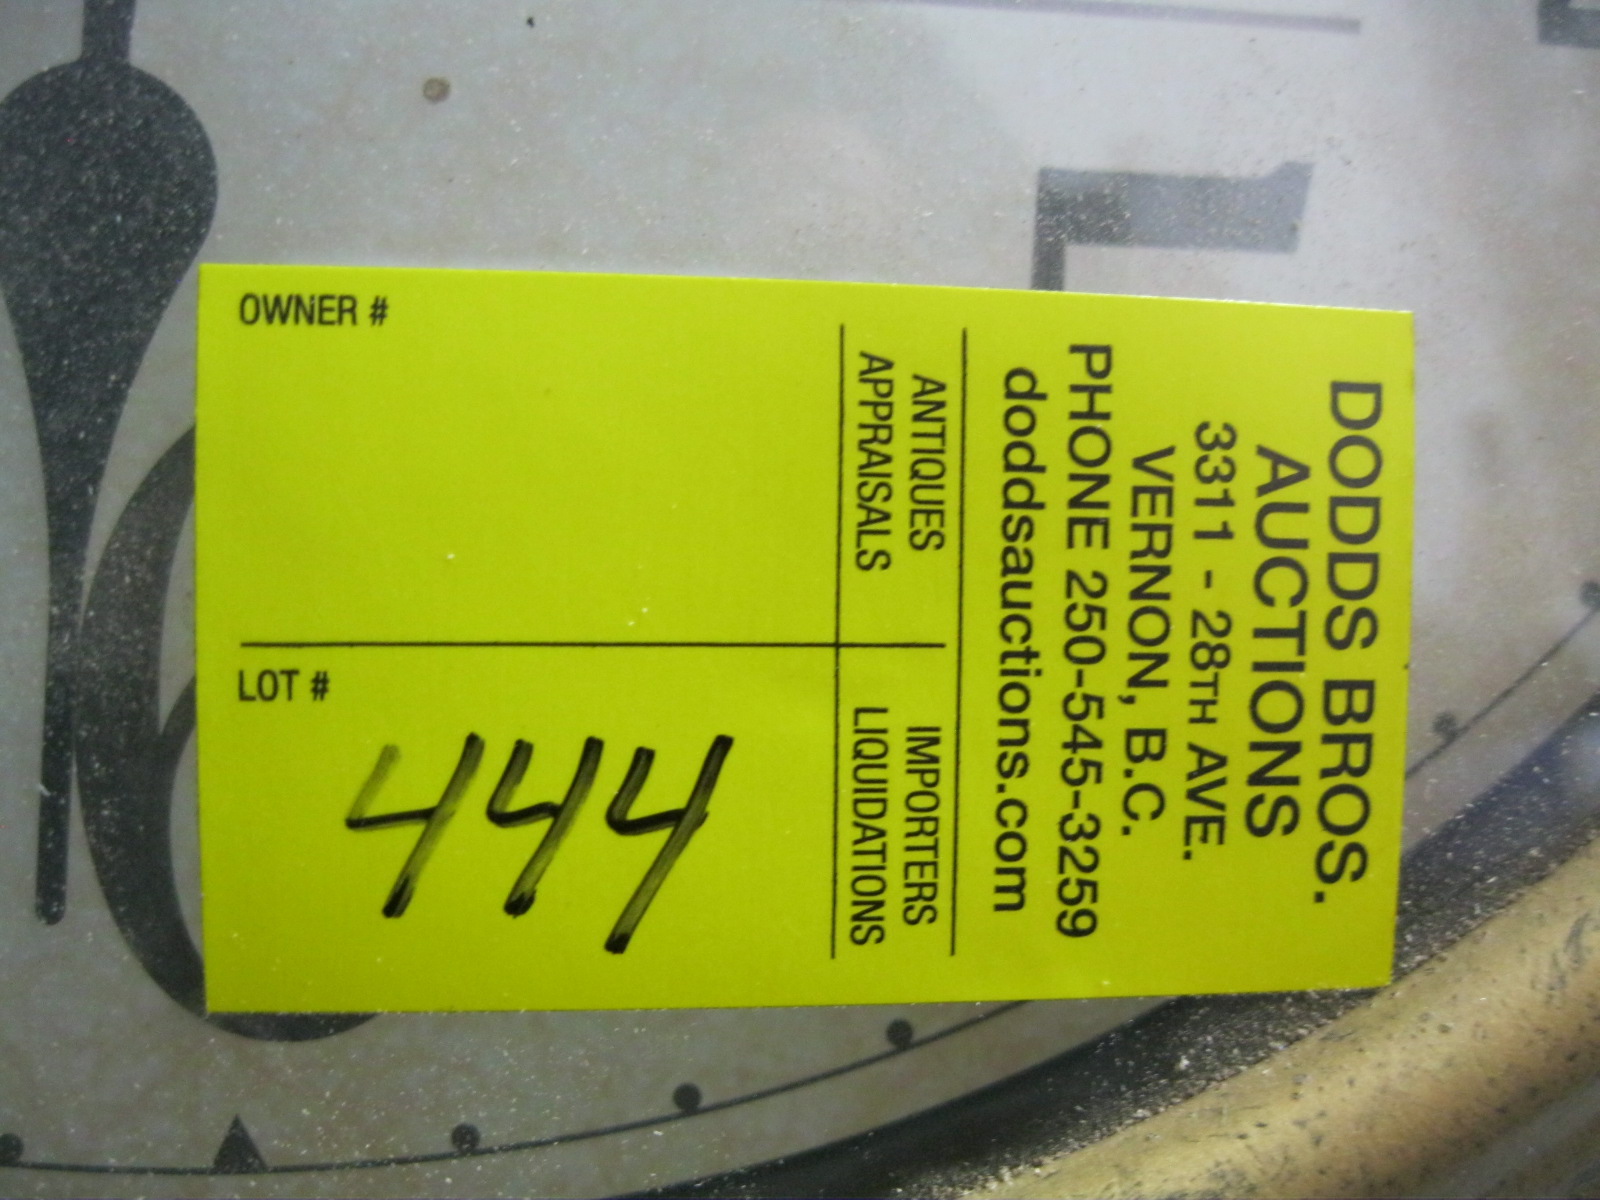 DODDS BROS.
AUCTIONS
3311 - 28TH AVE.
VERNON, B.C.
PHONE 250-545-3259
doddsauctions.com
ANTIQUES
APPRAISALS
IMPORTERS
LIQUIDATIONS
OWNER #
LOT #
444